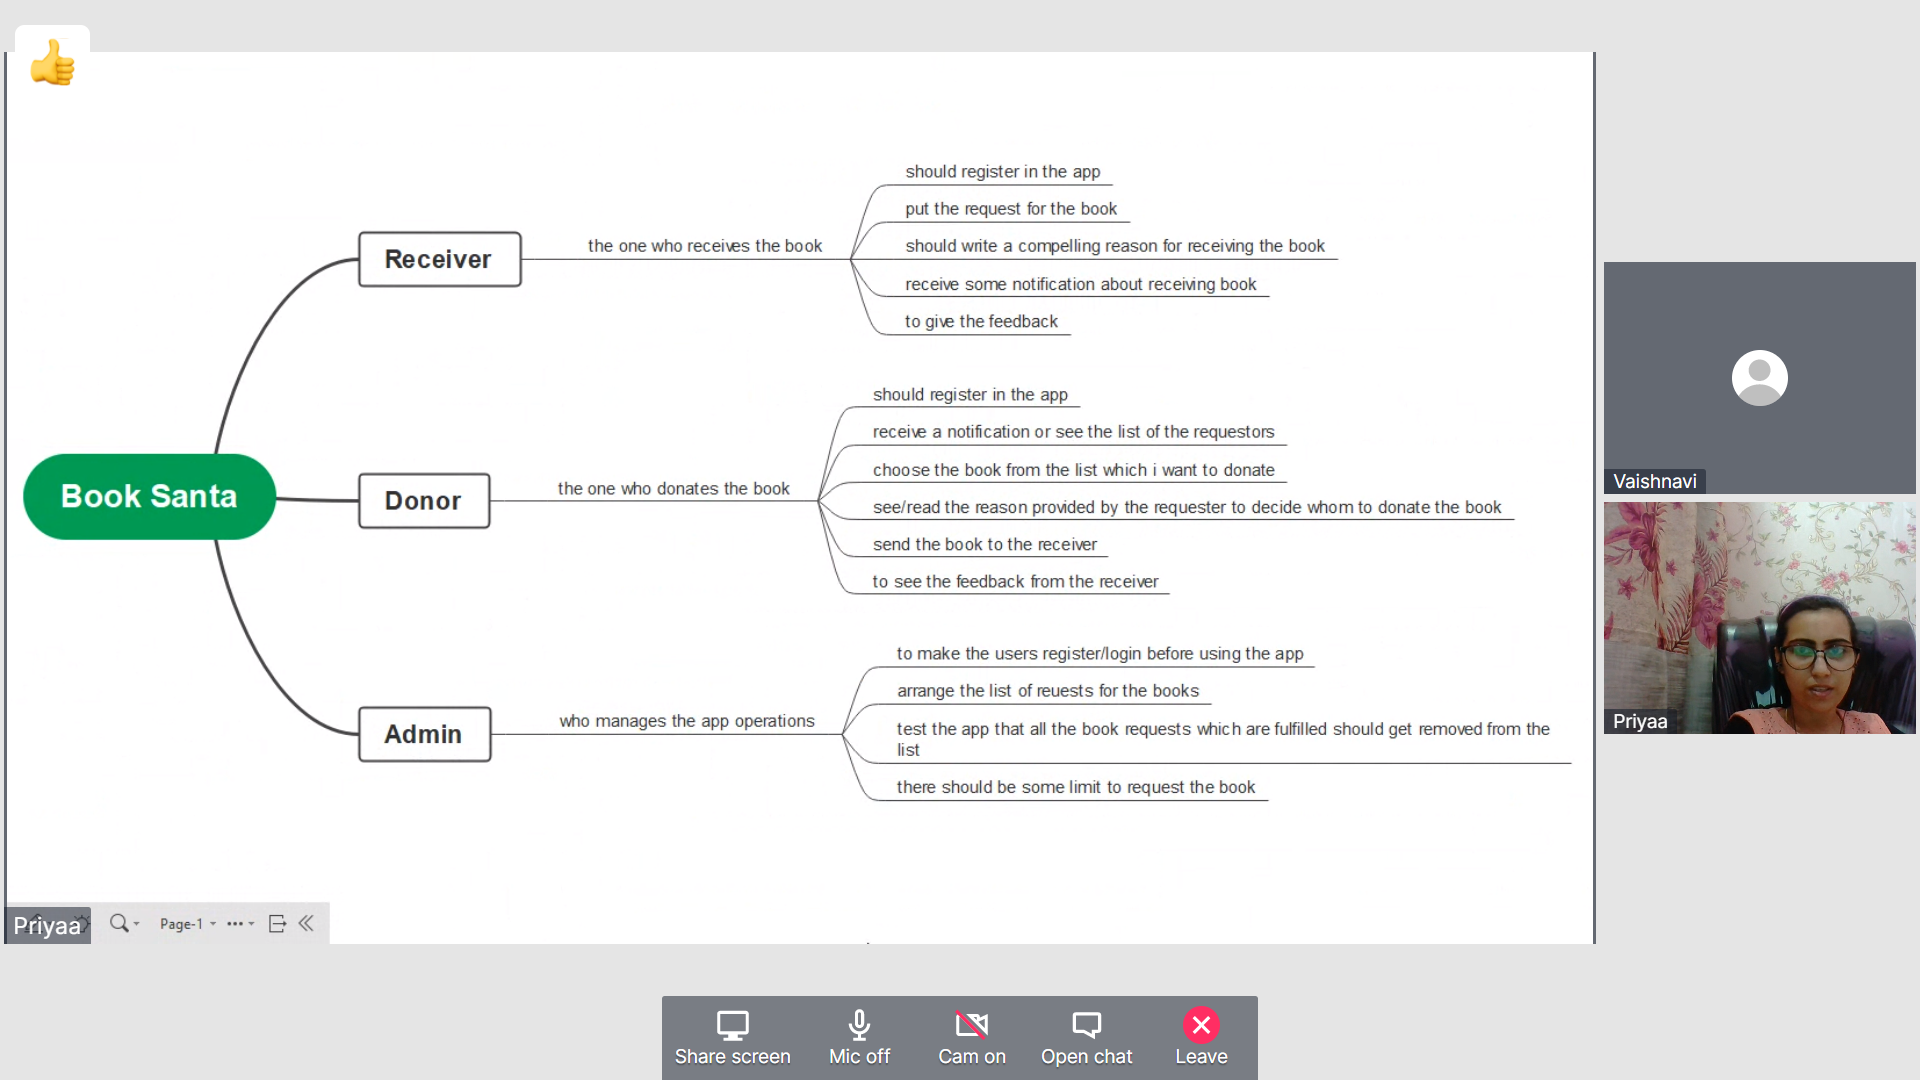 should register in the app
put the request for the book
Receiver
the one who receives the book
should write a compelling reason for receiving the book
receive some notification about receiving book
to give the feedback
should register in the app
receive a notification or see the list of the requestors
choose the book from the list which i want to donate
Book Santa
Donor
the one who donates the book
see/read the reason provided by the requester to decide whom to donate the book
send the book to the receiver
to see the feedback from the receiver
to make the users register/login before using the app
arrange the list of reuests for the books
Admin
who manages the app operations
test the app that all the book requests which are fulfilled should get removed from the
list
there should be some limit to request the book
Vaishnavi
Priyaa
Priyaa
Page-1
Share screen
Mic off
Cam on
Open chat
Leave